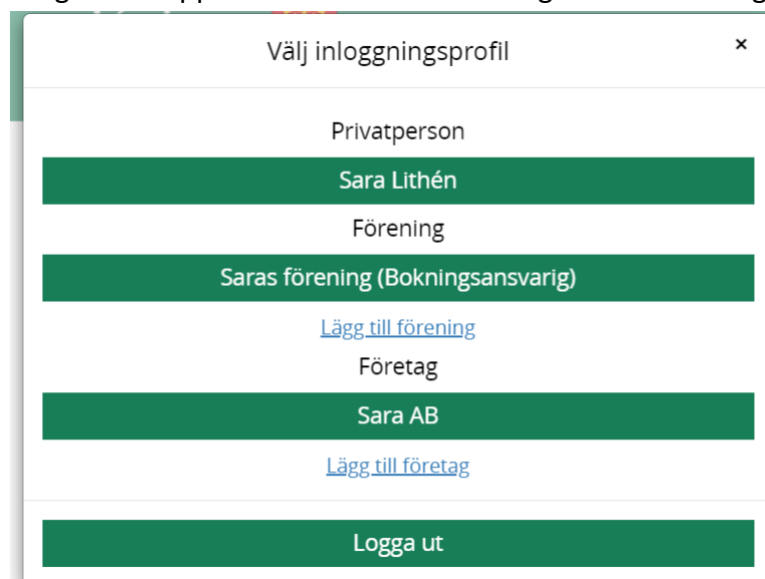 Välj inloggningsprofil ×
Privatperson
Sara Lithén
Förening
Saras förening (Bokningsansvarig)
Lägg till förening
Företag
Sara AB
Lägg till företag
Logga ut